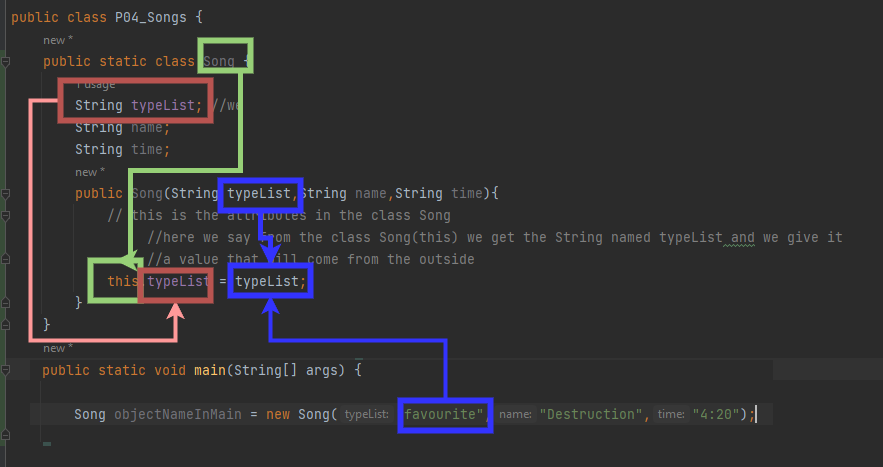 public class P04_Songs {
new *
public static class Song {
1 usage
String typeList; //we
String name;
String time;
new *
public Song(String typeList,String name,String time){
// this is the attributes in the class Song
//here we say from the class Song(this) we get the String named typeList and we give it
//a value that will come from the outside
this.typeList = typeList;
}
}
new *
public static void main(String[] args) {
Song objectNameInMain = new Song( typeList: favourite", name: "Destruction", time: "4:20");